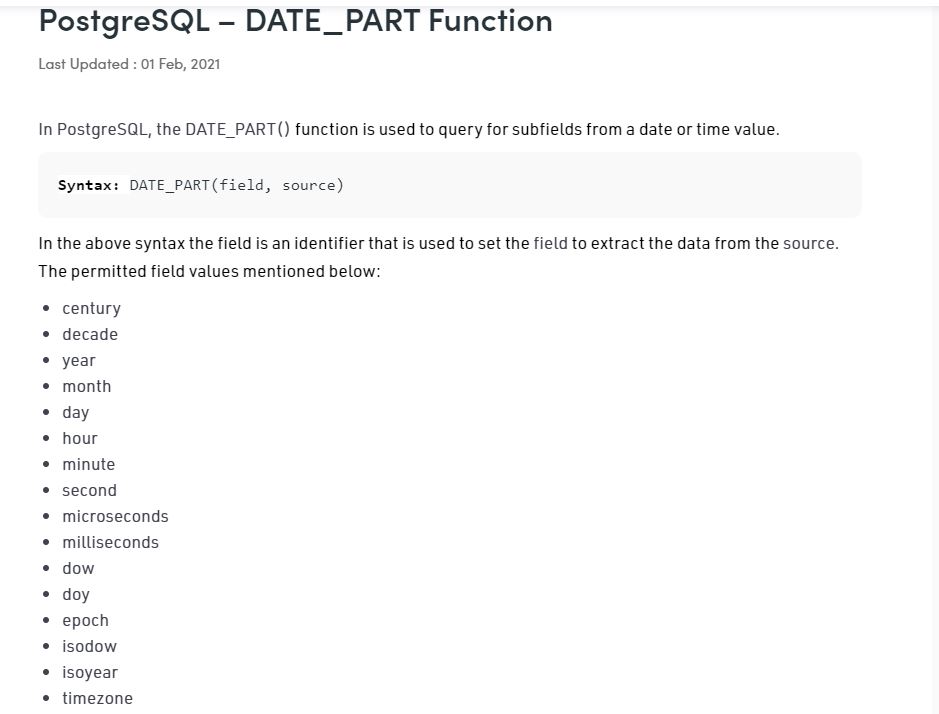 PostgreSQL – DATE_PART Function
Last Updated : 01 Feb, 2021
In PostgreSQL, the DATE_PART() function is used to query for subfields from a date or time value.
Syntax: DATE_PART(field, source)
In the above syntax the field is an identifier that is used to set the field to extract the data from the source.
The permitted field values mentioned below:
• century
• decade
• year
• month
• day
• hour
• minute
• second
• microseconds
• milliseconds
• dow
• doy
• epoch
• isodow
• isoyear
• timezone